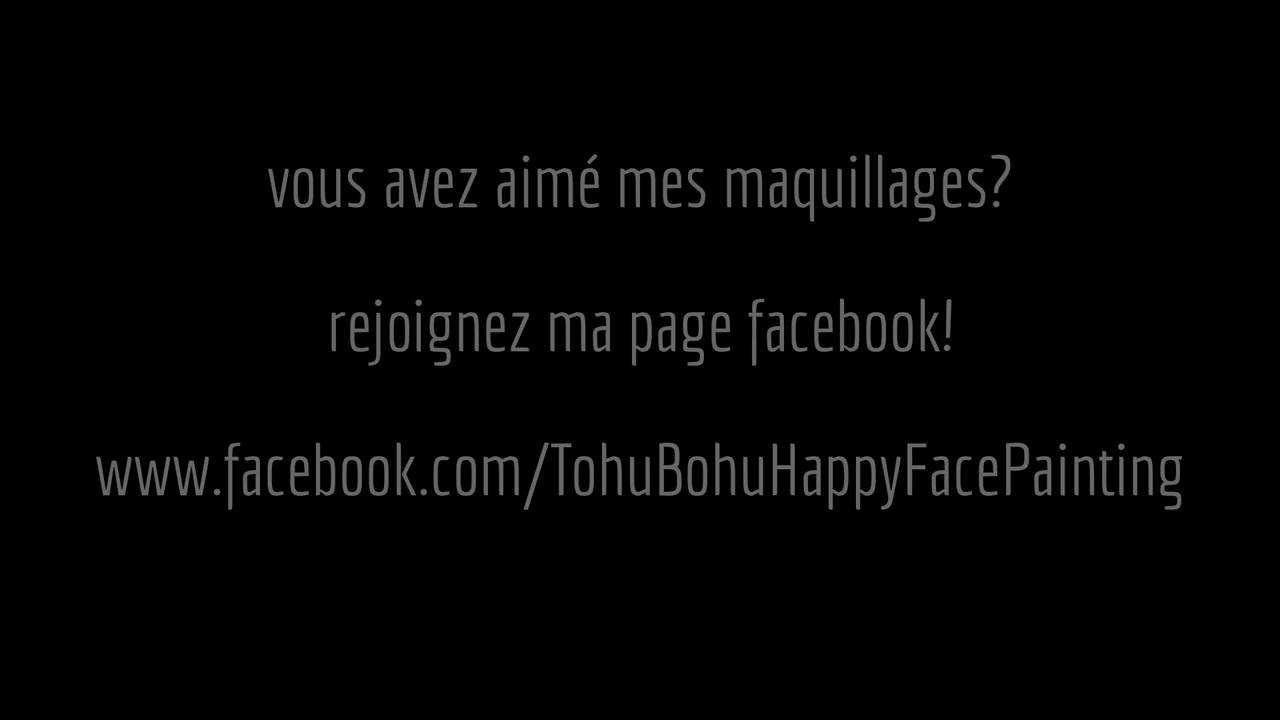 vous avez aimé mes maquillages?
rejoignez ma page facebook!
www.facebook.com/TohuBohuHappyFacePainting